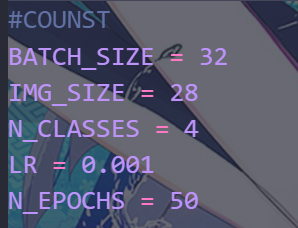 #COUNST
BATCH_SIZE = 32
IMG_SIZE = 28
N_CLASSES = 4
LR = 0.001
N_EPOCHS = 50